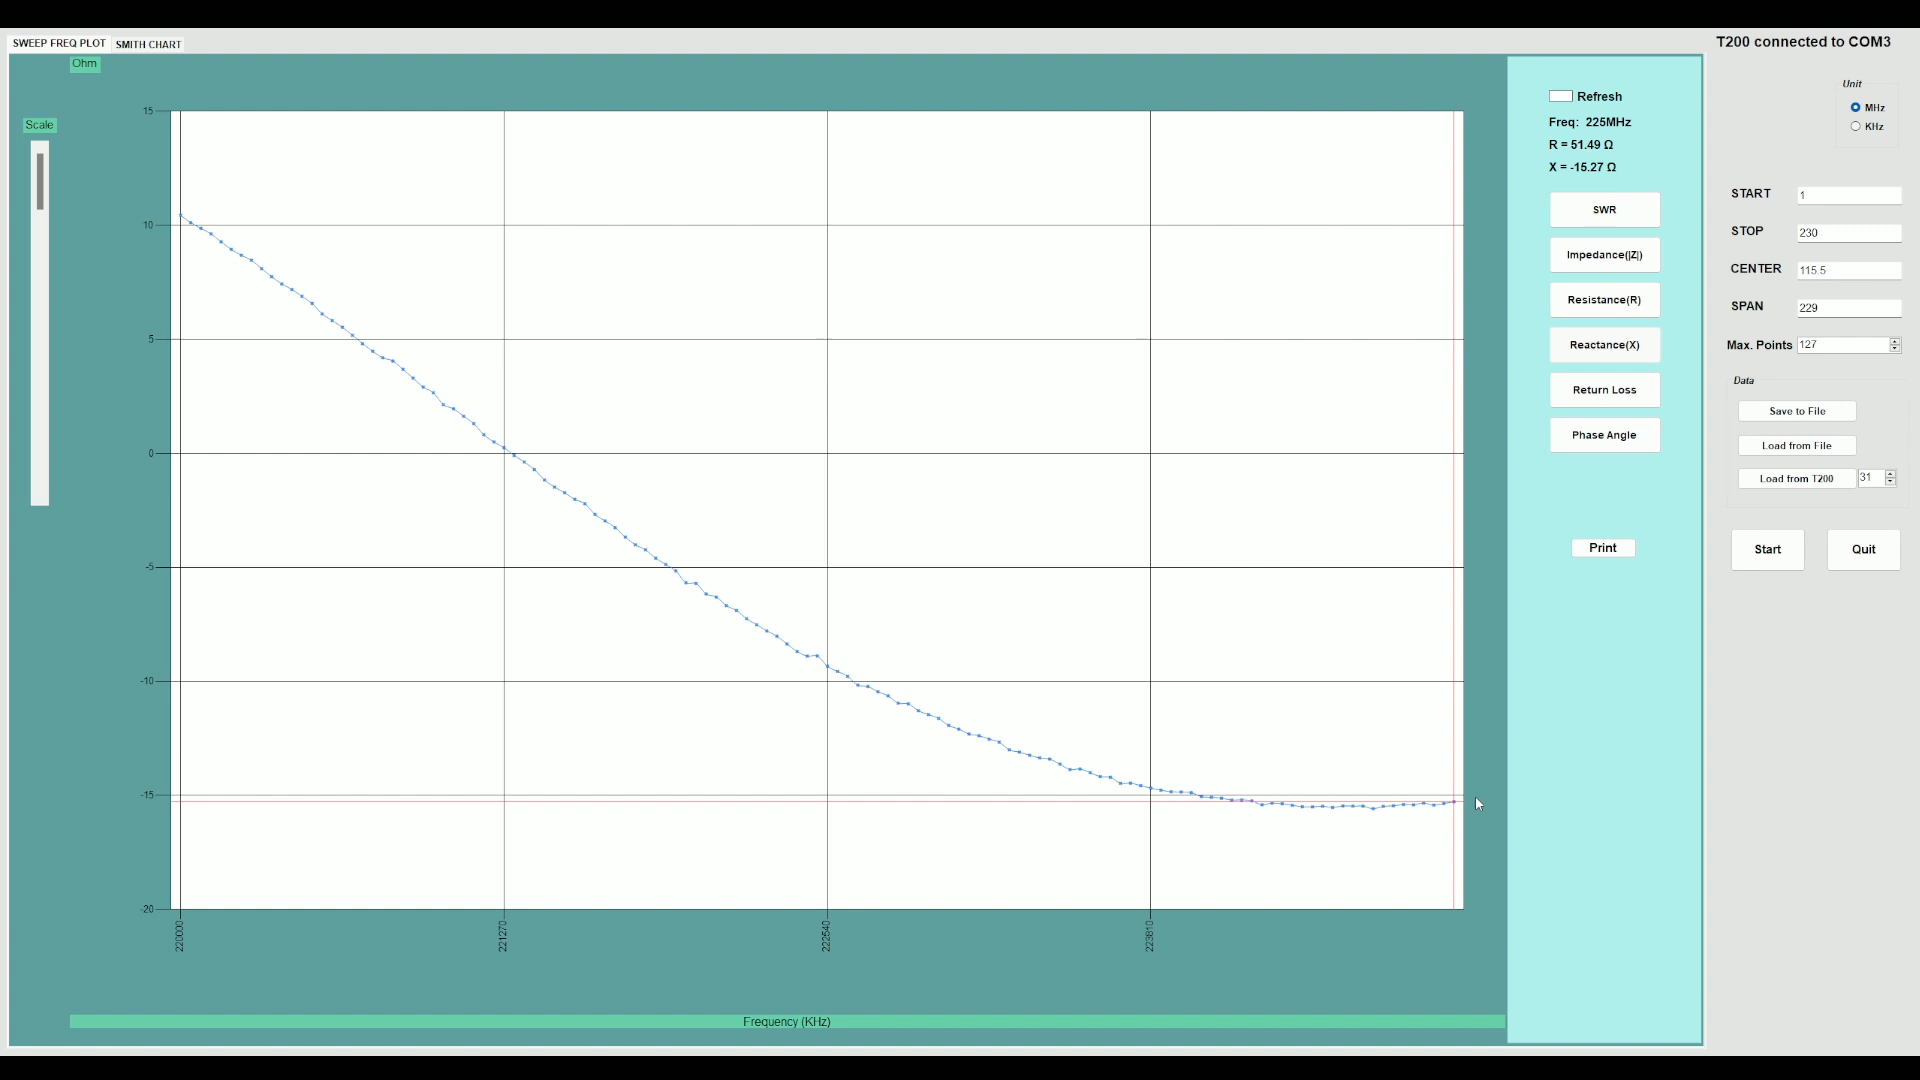 SWEEP FREQ PLOT SMITH CHART
T200 connected to COM3
Ohm
Scale
15
10
5
0
-5
-10
-15
-20
220000
221270
222540
223810
Frequency (KHz)
Refresh
Freq: 225MHz
R = 51.49 Ω
X = -15.27 Ω
SWR
Impedance(|Z|)
Resistance(R)
Reactance(X)
Return Loss
Phase Angle
Print
Unit
MHz
KHz
START 1
STOP 230
CENTER 115.5
SPAN 229
Max. Points 127
Data
Save to File
Load from File
Load from T200 31
Start Quit